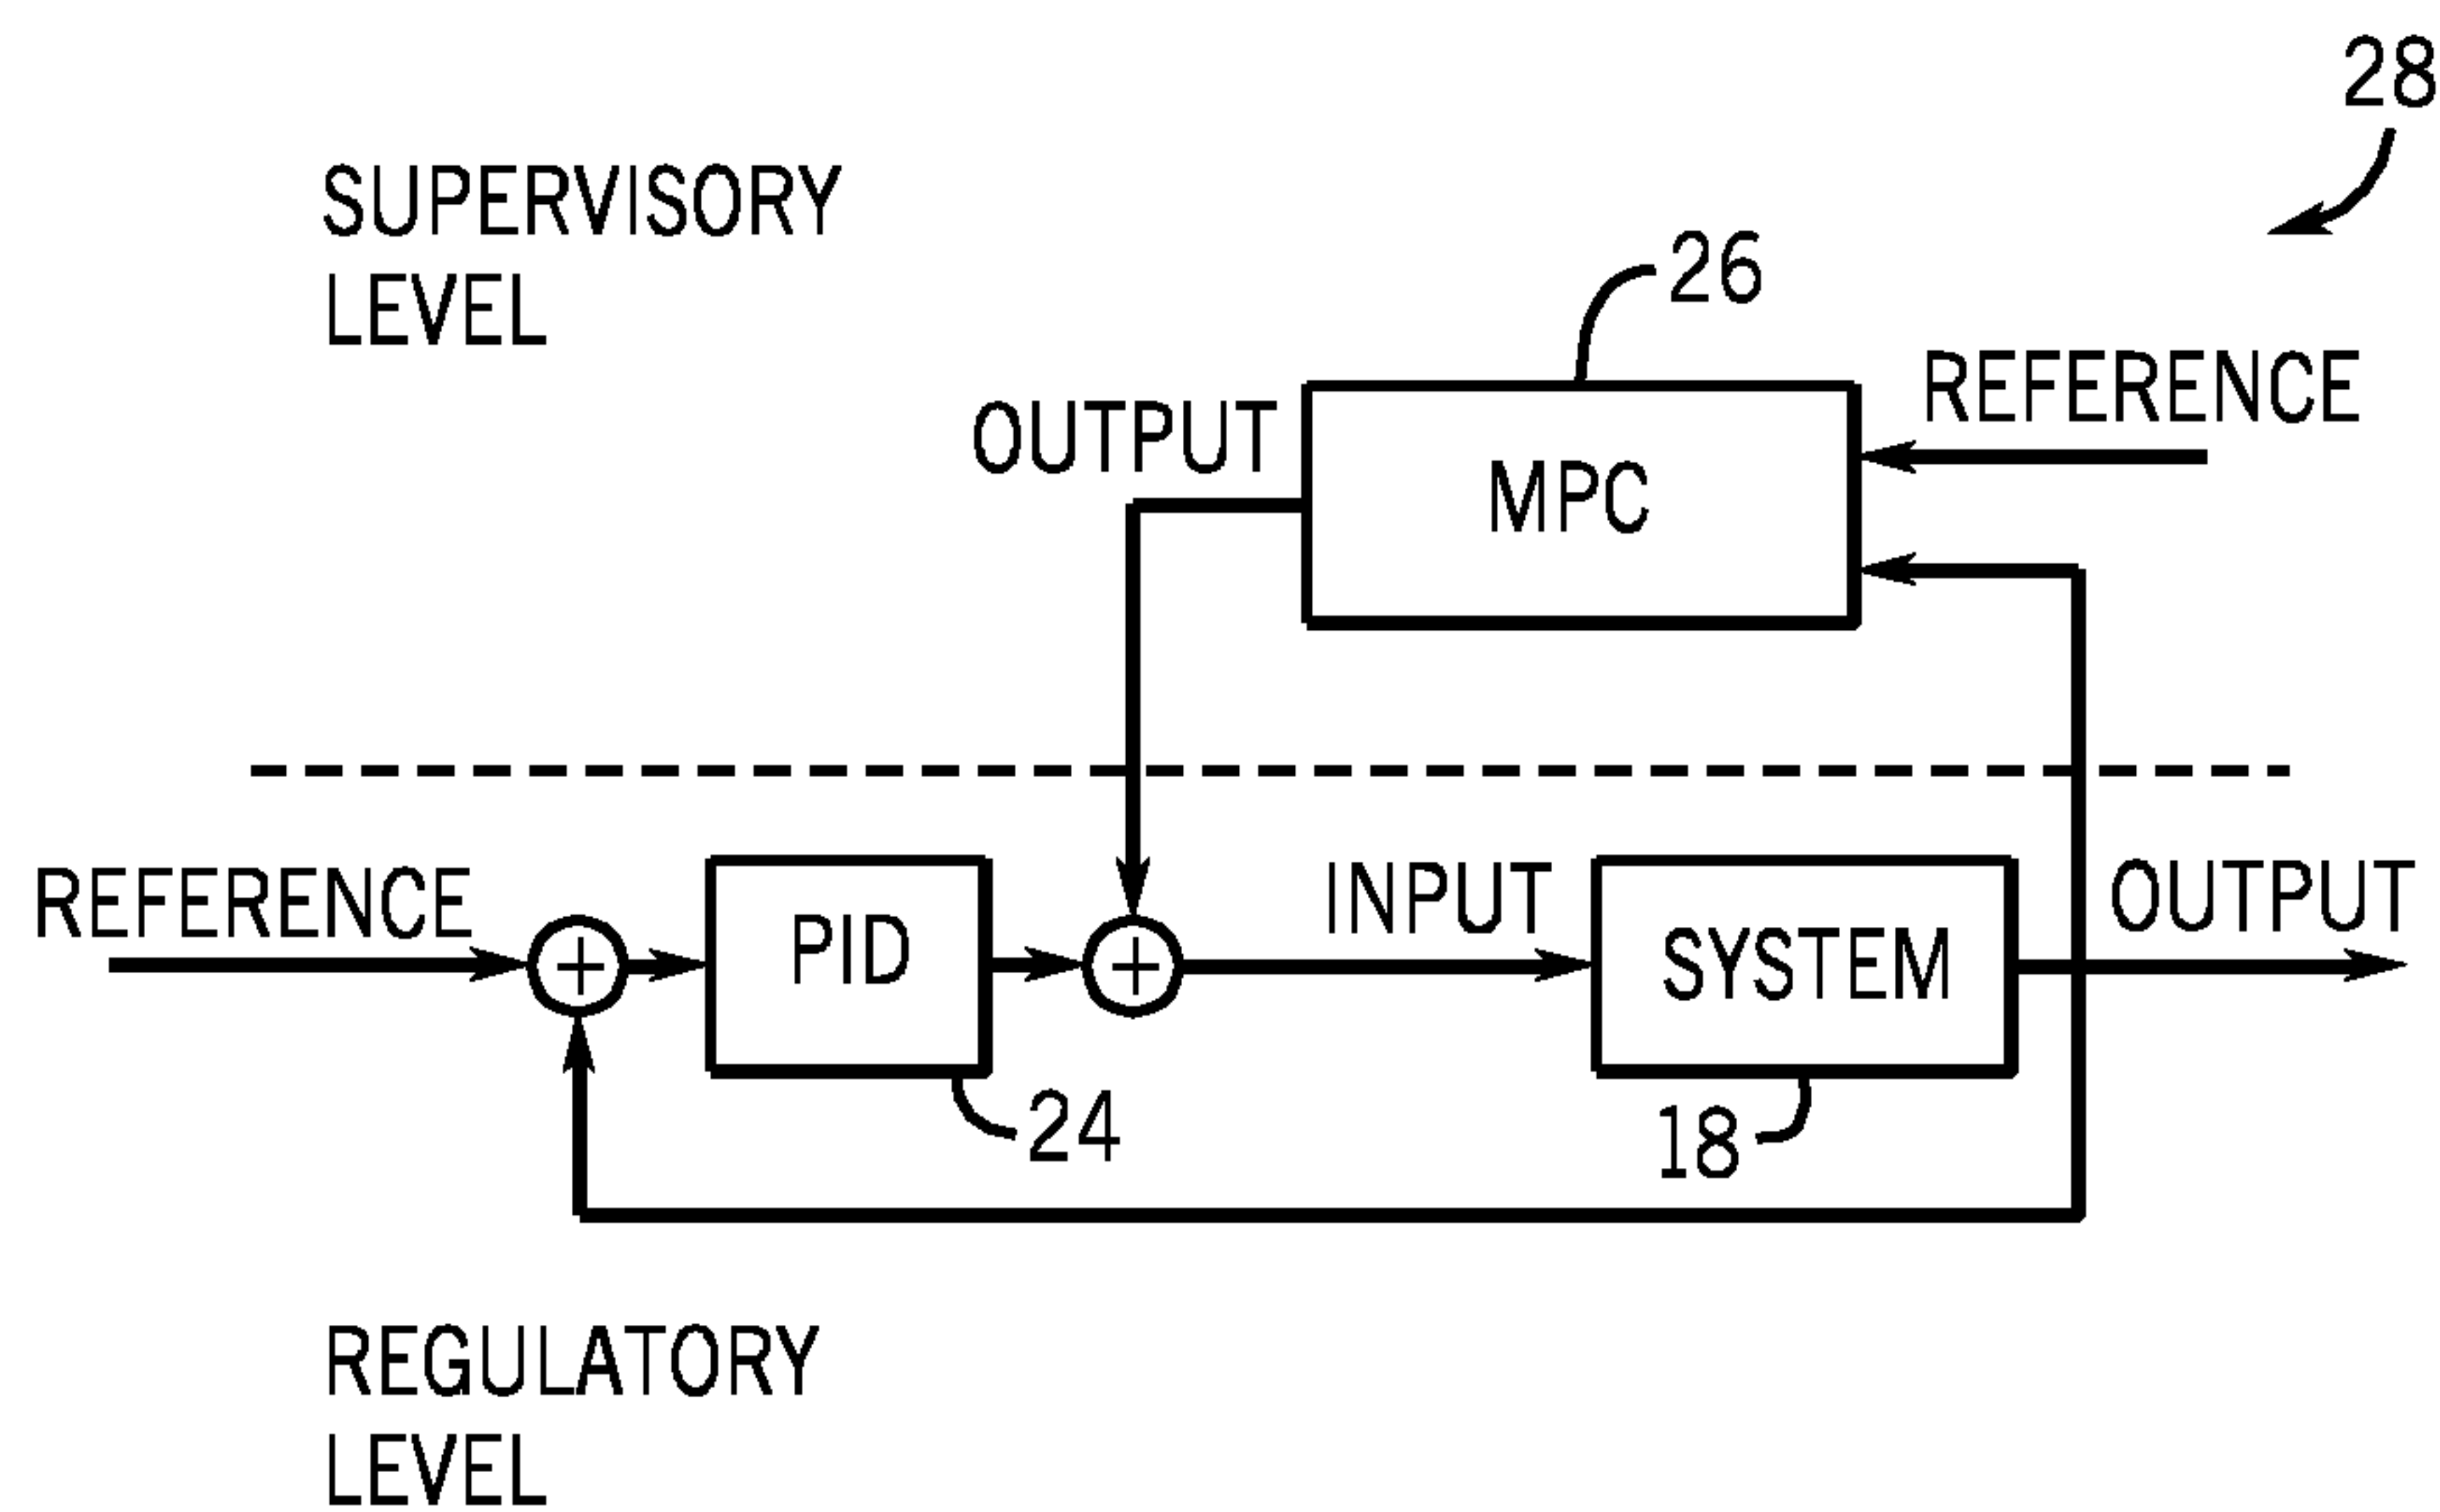 28
SUPERVISORY
LEVEL
26
REFERENCE
OUTPUT
MPC
REFERENCE
PID
INPUT
SYSTEM
OUTPUT
24
18
REGULATORY
LEVEL